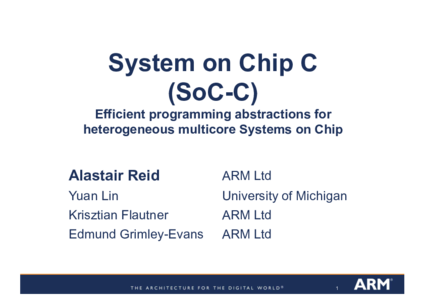 System on Chip C
(SoC-C)
Efficient programming abstractions for
heterogeneous multicore Systems on Chip
Alastair Reid ARM Ltd
Yuan Lin University of Michigan
Krisztian Flautner ARM Ltd
Edmund Grimley-Evans ARM Ltd
THE ARCHITECTURE FOR THE DIGITAL WORLD® 1 ARM®